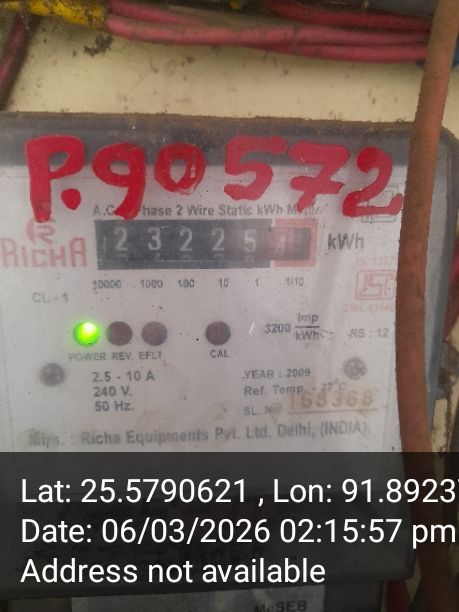 P.90572
A.C. Phase 2 Wire Static kWh Meter
RICHA
23225 kWh
10000 1000 100 10 1 1/10
CL - 1
3200 Imp/kWh
RS : 12
POWER REV. EFLT CAL
2.5 - 10 A
YEAR : 2009
240 V.
Ref. Temp. - 27°C
50 Hz.
SL. No. 68368
Mfrs. : Richa Equipments Pvt. Ltd. Delhi, (INDIA)
Lat: 25.5790621 , Lon: 91.8923
Date: 06/03/2026 02:15:57 pm
Address not available